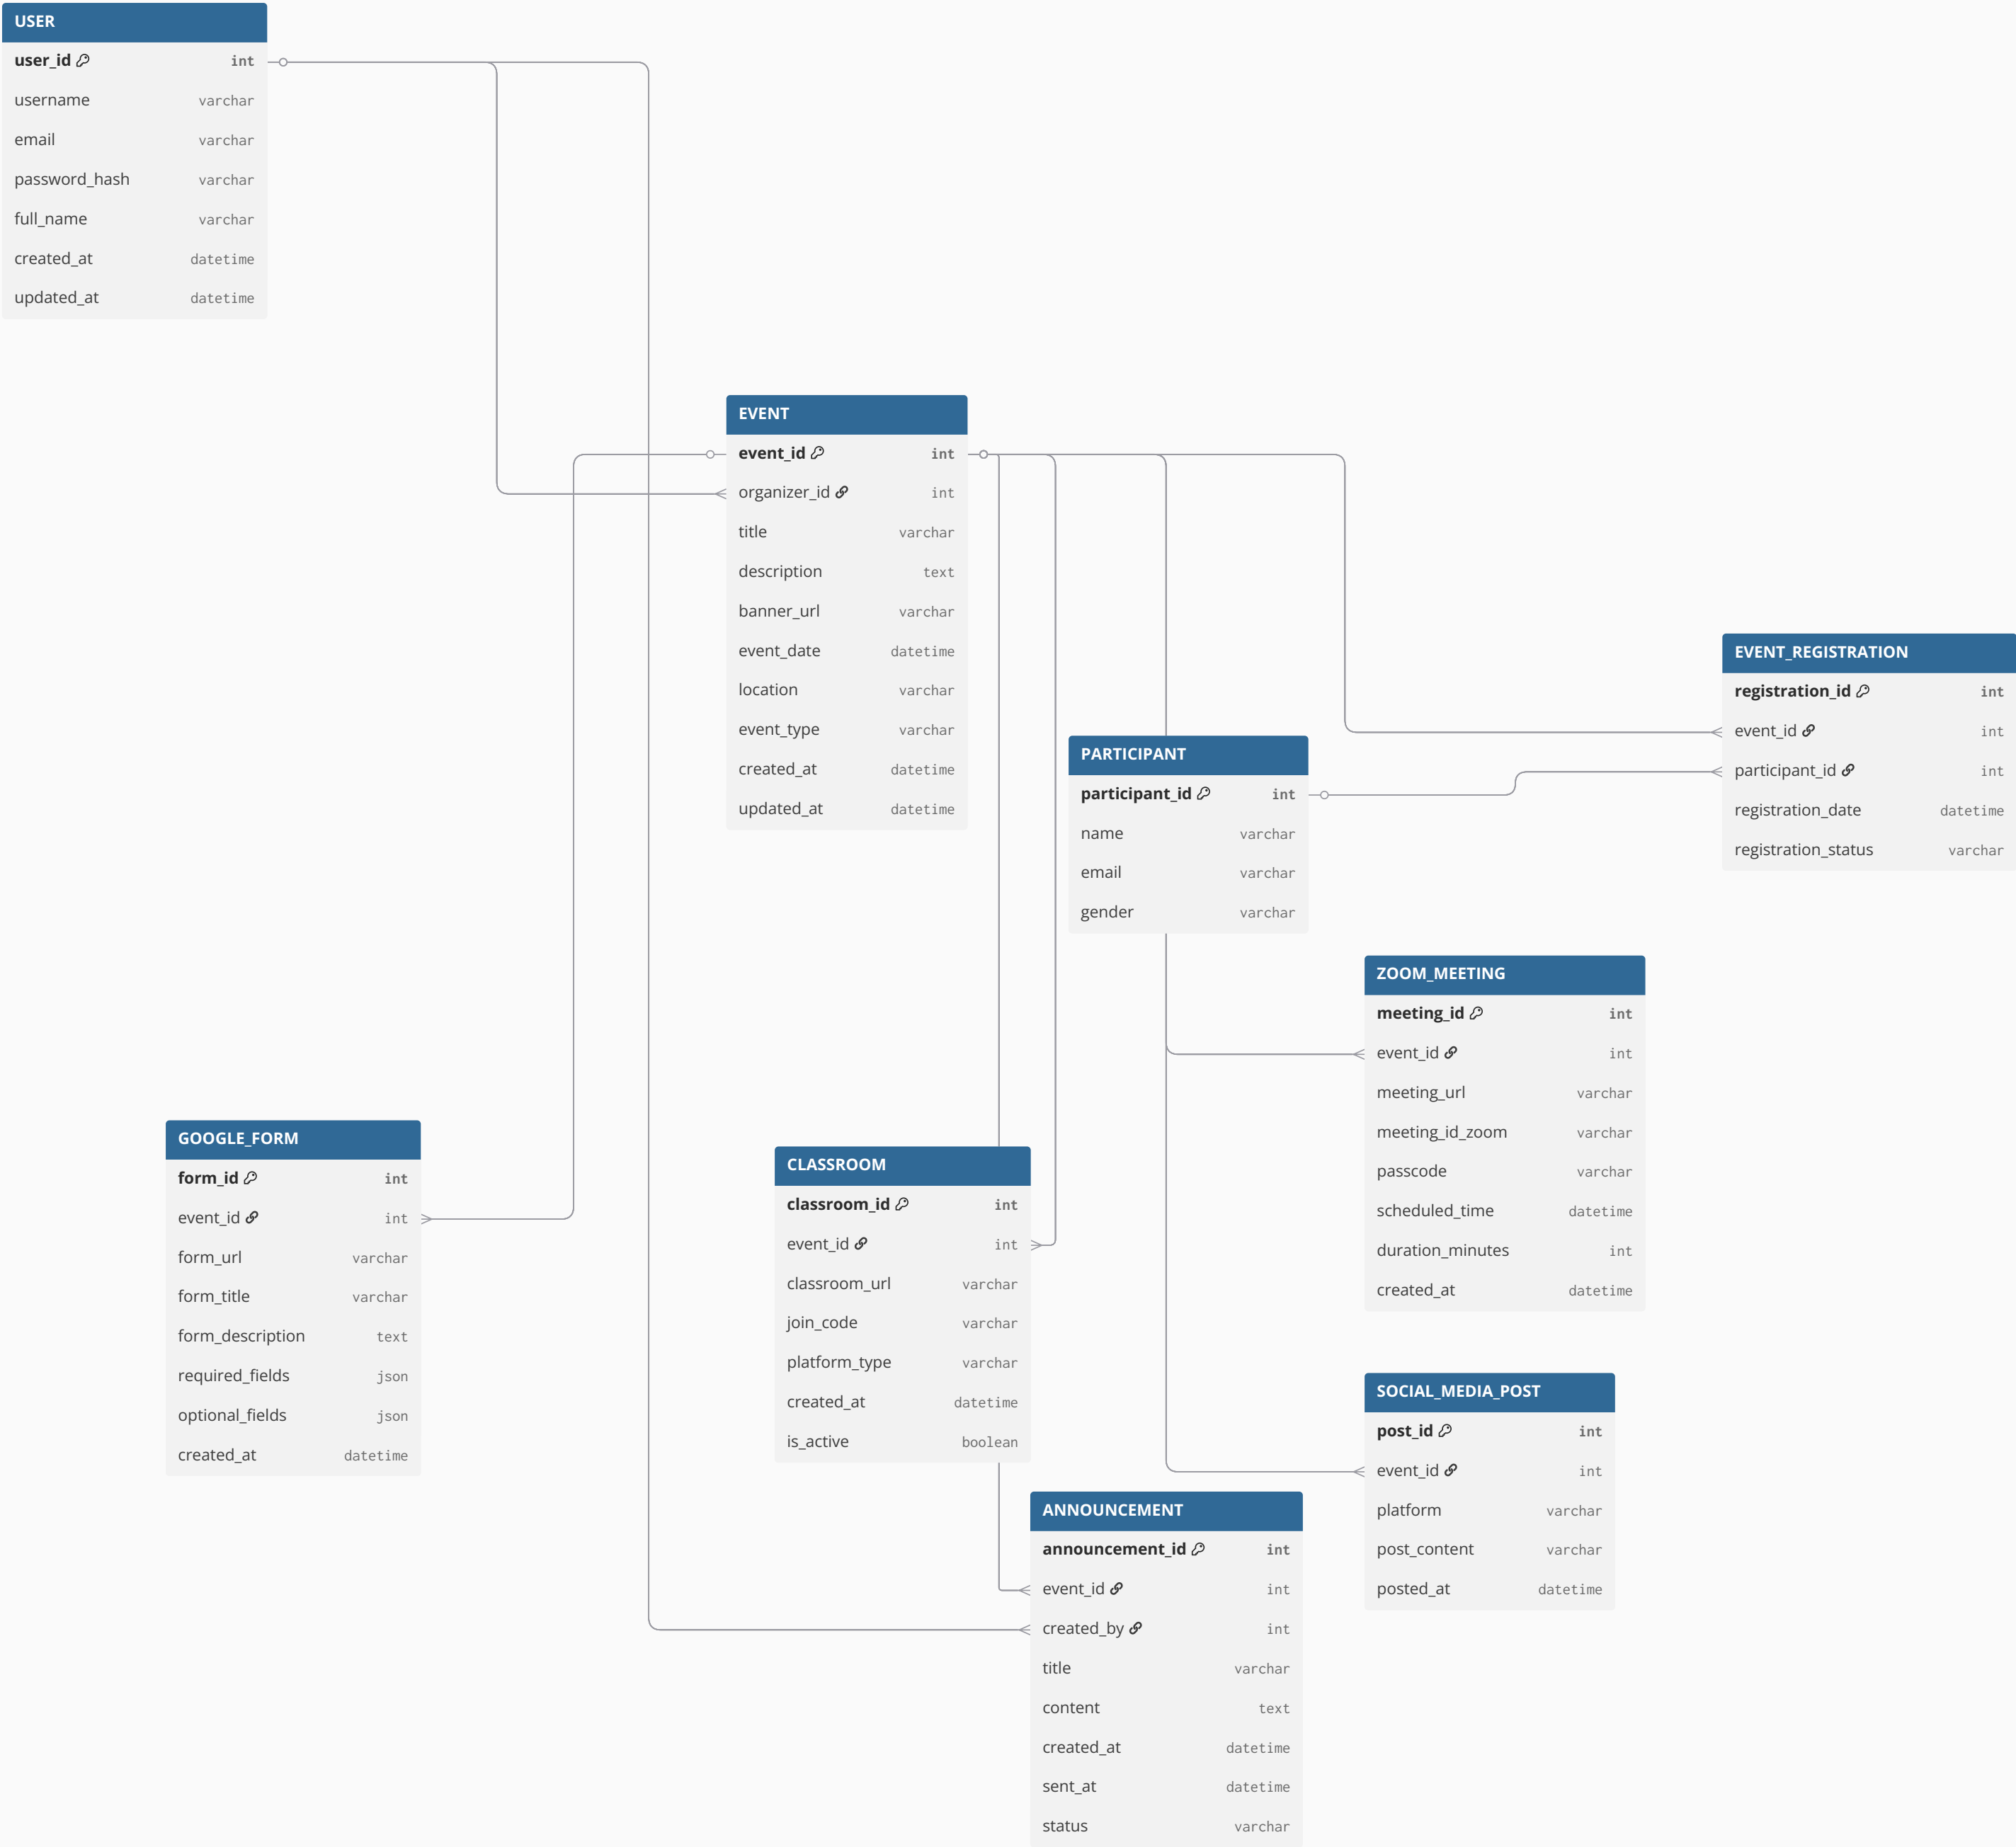 USER
user_id int
username varchar
email varchar
password_hash varchar
full_name varchar
created_at datetime
updated_at datetime
EVENT
event_id int
organizer_id int
title varchar
description text
banner_url varchar
event_date datetime
location varchar
event_type varchar
created_at datetime
updated_at datetime
EVENT_REGISTRATION
registration_id int
event_id int
participant_id int
registration_date datetime
registration_status varchar
PARTICIPANT
participant_id int
name varchar
email varchar
gender varchar
ZOOM_MEETING
meeting_id int
event_id int
meeting_url varchar
meeting_id_zoom varchar
passcode varchar
scheduled_time datetime
duration_minutes int
created_at datetime
GOOGLE_FORM
form_id int
event_id int
form_url varchar
form_title varchar
form_description text
required_fields json
optional_fields json
created_at datetime
CLASSROOM
classroom_id int
event_id int
classroom_url varchar
join_code varchar
platform_type varchar
created_at datetime
is_active boolean
SOCIAL_MEDIA_POST
post_id int
event_id int
platform varchar
post_content varchar
posted_at datetime
ANNOUNCEMENT
announcement_id int
event_id int
created_by int
title varchar
content text
created_at datetime
sent_at datetime
status varchar